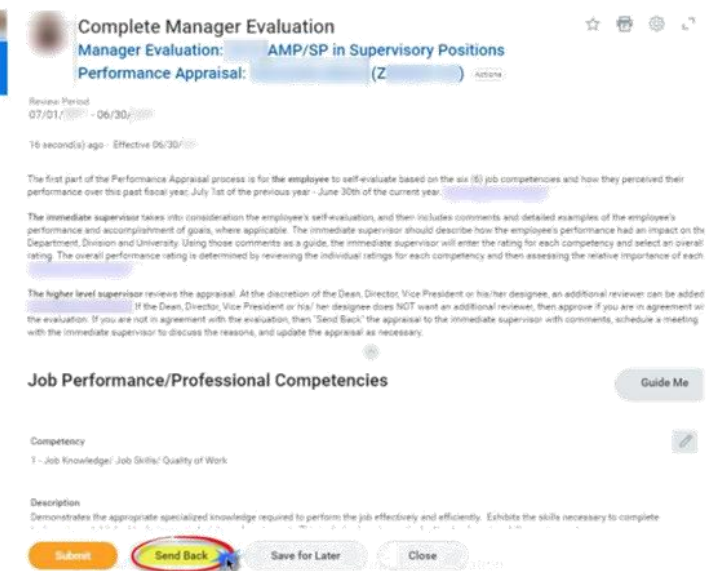 Complete Manager Evaluation
Manager Evaluation: AMP/SP in Supervisory Positions
Performance Appraisal: (Z ) Actions
Review Period
07/01/ - 06/30/
16 second(s) ago - Effective 06/30/
The first part of the Performance Appraisal process is for the employee to self-evaluate based on the six (6) job competencies and how they perceived their
performance over this past fiscal year, July 1st of the previous year - June 30th of the current year.
The immediate supervisor takes into consideration the employee's self-evaluation, and then includes comments and detailed examples of the employee's
performance and accomplishment of goals, where applicable. The immediate supervisor should describe how the employee's performance had an impact on the
Department, Division and University. Using those comments as a guide, the immediate supervisor will enter the rating for each competency and select an overall
rating. The overall performance rating is determined by reviewing the individual ratings for each competency and then assessing the relative importance of each
The higher level supervisor reviews the appraisal. At the discretion of the Dean, Director, Vice President or his/her designee, an additional reviewer can be added
If the Dean, Director, Vice President or his/ her designee does NOT want an additional reviewer, then approve if you are in agreement wi
the evaluation. If you are not in agreement with the evaluation, then "Send Back" the appraisal to the immediate supervisor with comments, schedule a meeting
with the immediate supervisor to discuss the reasons, and update the appraisal as necessary.
Job Performance/Professional Competencies
Guide Me
Competency
1 - Job Knowledge/ Job Skills/ Quality of Work
Description
Demonstrates the appropriate specialized knowledge required to perform the job effectively and efficiently. Exhibits the skills necessary to complete
Submit
Send Back
Save for Later
Close